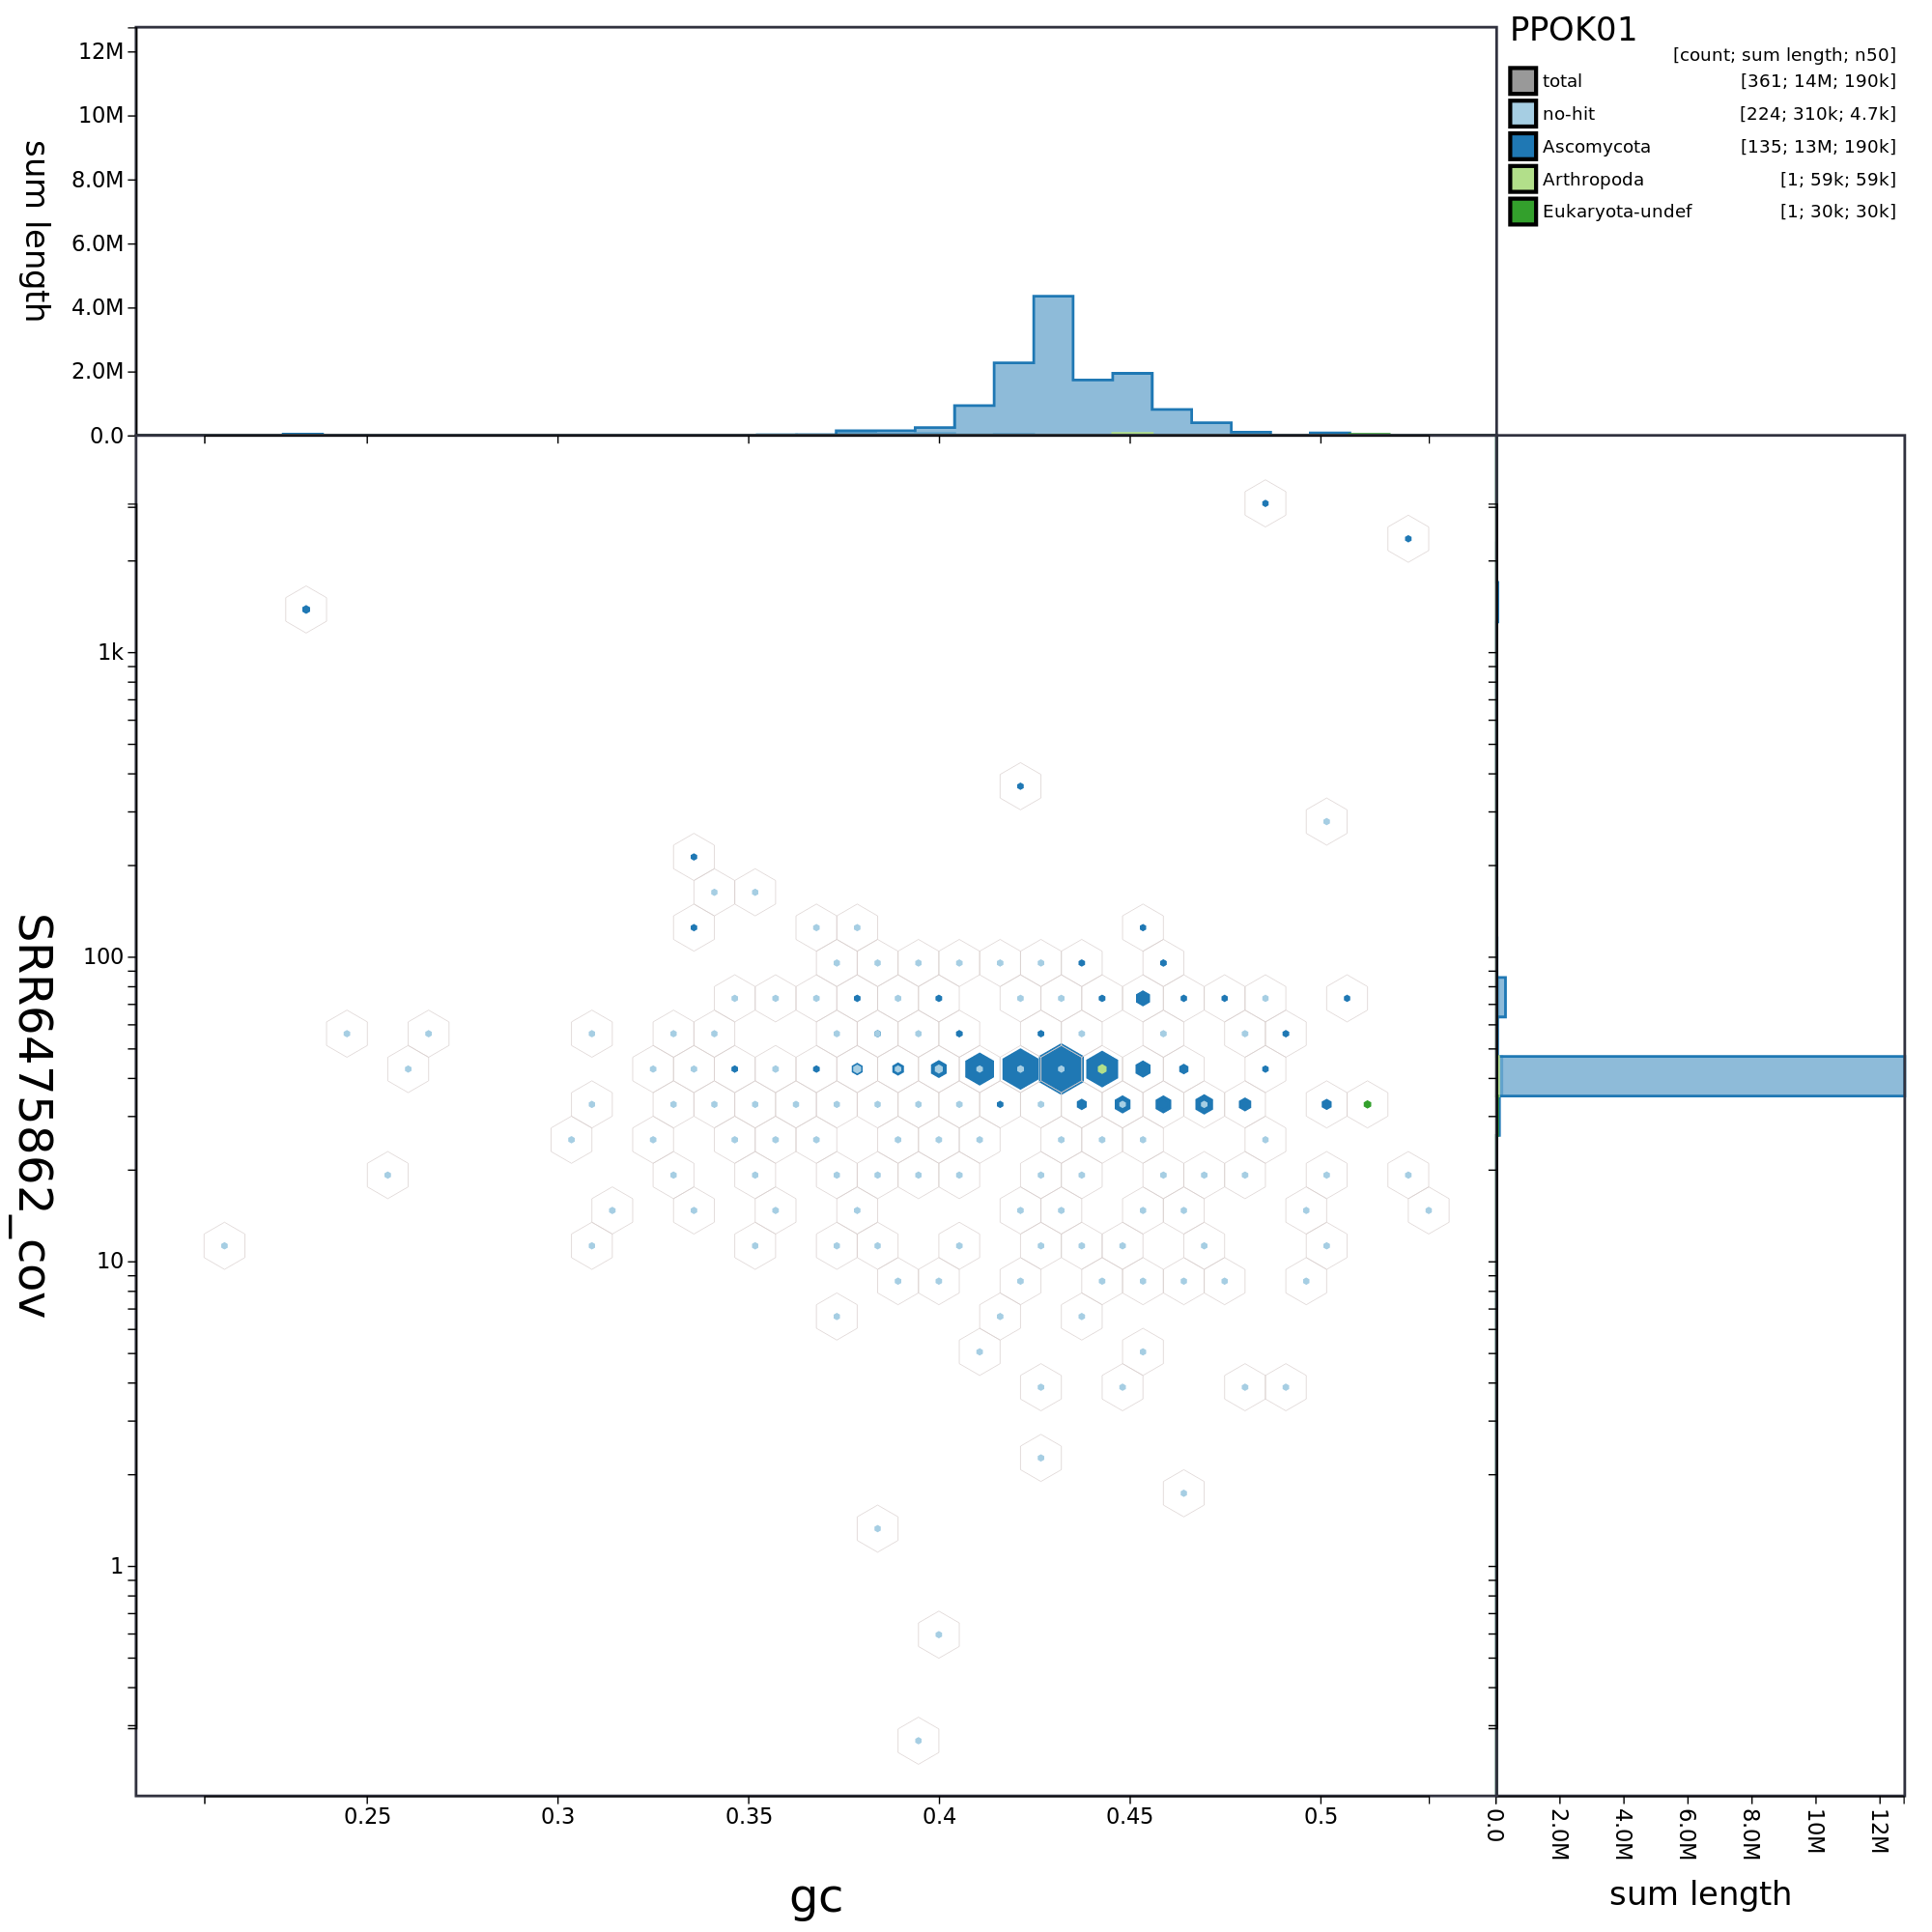 PPOK01
[count; sum length; n50]
total [361; 14M; 190k]
no-hit [224; 310k; 4.7k]
Ascomycota [135; 13M; 190k]
Arthropoda [1; 59k; 59k]
Eukaryota-undef [1; 30k; 30k]
sum length
12M
10M
8.0M
6.0M
4.0M
2.0M
0.0
SRR6475862_cov
1k
100
10
1
0.25 0.3 0.35 0.4 0.45 0.5
gc
0.0 2.0M 4.0M 6.0M 8.0M 10M 12M
sum length